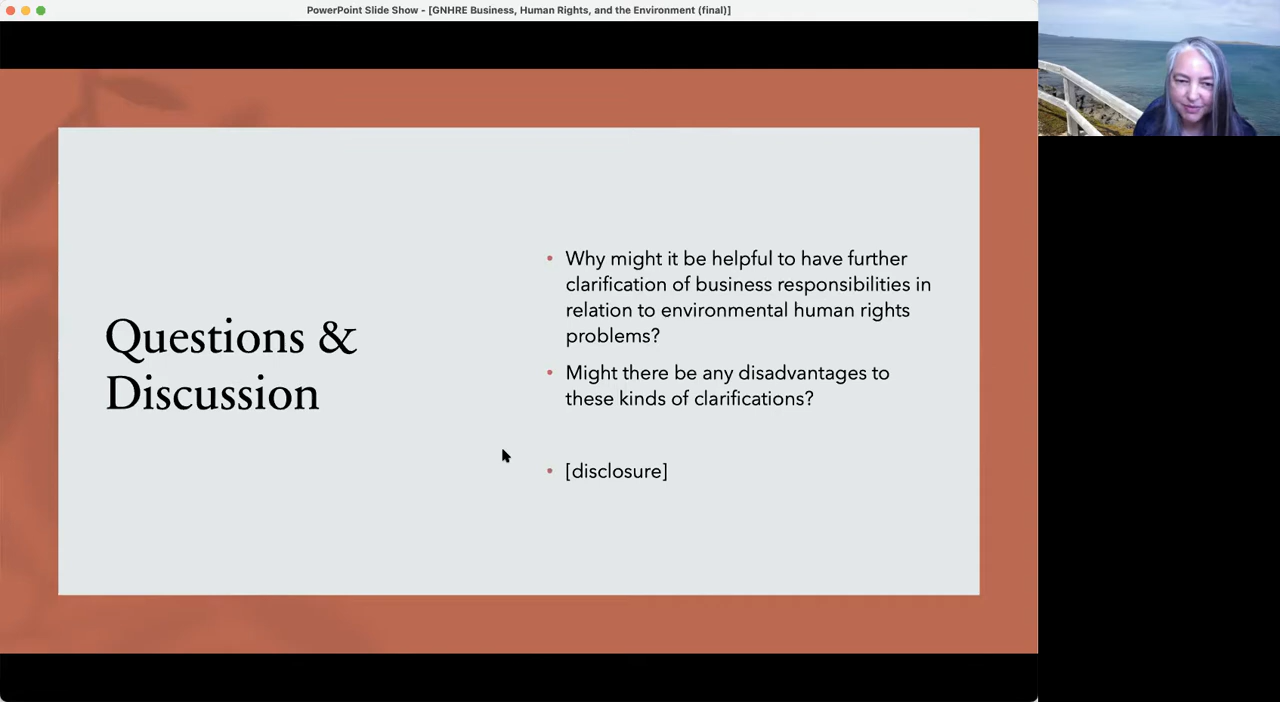 PowerPoint Slide Show - [GNHRE Business, Human Rights, and the Environment (final)]
Questions &
Discussion
• Why might it be helpful to have further
clarification of business responsibilities in
relation to environmental human rights
problems?
• Might there be any disadvantages to
these kinds of clarifications?
• [disclosure]